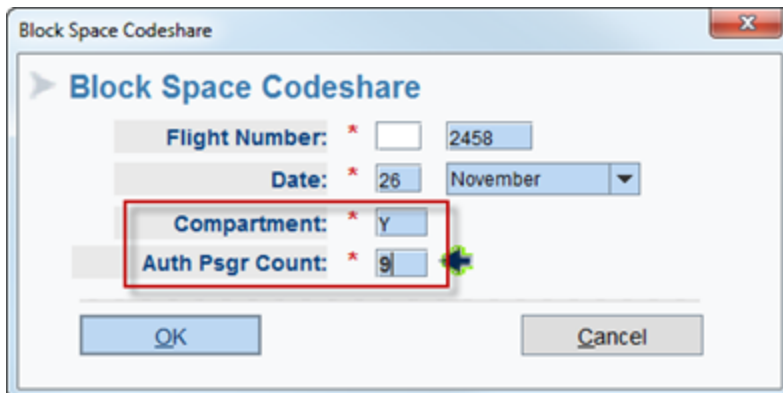 Block Space Codeshare
Block Space Codeshare
Flight Number: * 2458
Date: * 26 November
Compartment: * Y
Auth Psgr Count: * 9
OK Cancel